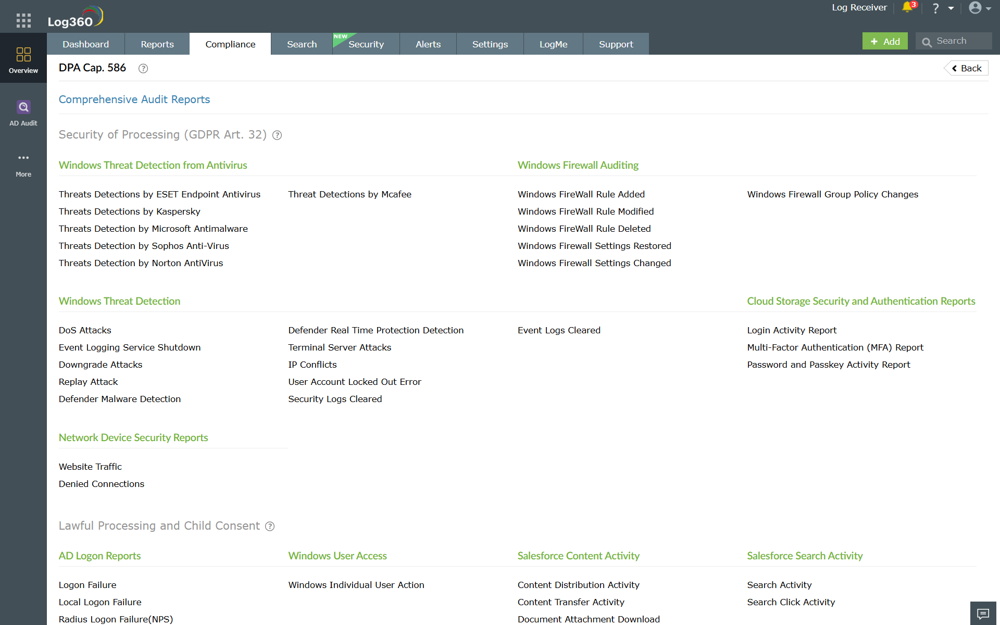 Log Receiver
3
?
Log360
Dashboard
Reports
Compliance
Search
NEW
Security
Alerts
Settings
LogMe
Support
+ Add
Search
Overview
AD Audit
More
DPA Cap. 586 ?
Back
Comprehensive Audit Reports
Security of Processing (GDPR Art. 32) ?
Windows Threat Detection from Antivirus
Threats Detections by ESET Endpoint Antivirus
Threats Detections by Kaspersky
Threats Detection by Microsoft Antimalware
Threats Detection by Sophos Anti-Virus
Threats Detection by Norton AntiVirus
Threat Detections by Mcafee
Windows Firewall Auditing
Windows FireWall Rule Added
Windows FireWall Rule Modified
Windows FireWall Rule Deleted
Windows Firewall Settings Restored
Windows Firewall Settings Changed
Windows Firewall Group Policy Changes
Windows Threat Detection
DoS Attacks
Event Logging Service Shutdown
Downgrade Attacks
Replay Attack
Defender Malware Detection
Defender Real Time Protection Detection
Terminal Server Attacks
IP Conflicts
User Account Locked Out Error
Security Logs Cleared
Event Logs Cleared
Cloud Storage Security and Authentication Reports
Login Activity Report
Multi-Factor Authentication (MFA) Report
Password and Passkey Activity Report
Network Device Security Reports
Website Traffic
Denied Connections
Lawful Processing and Child Consent ?
AD Logon Reports
Logon Failure
Local Logon Failure
Radius Logon Failure(NPS)
Windows User Access
Windows Individual User Action
Salesforce Content Activity
Content Distribution Activity
Content Transfer Activity
Document Attachment Download
Salesforce Search Activity
Search Activity
Search Click Activity